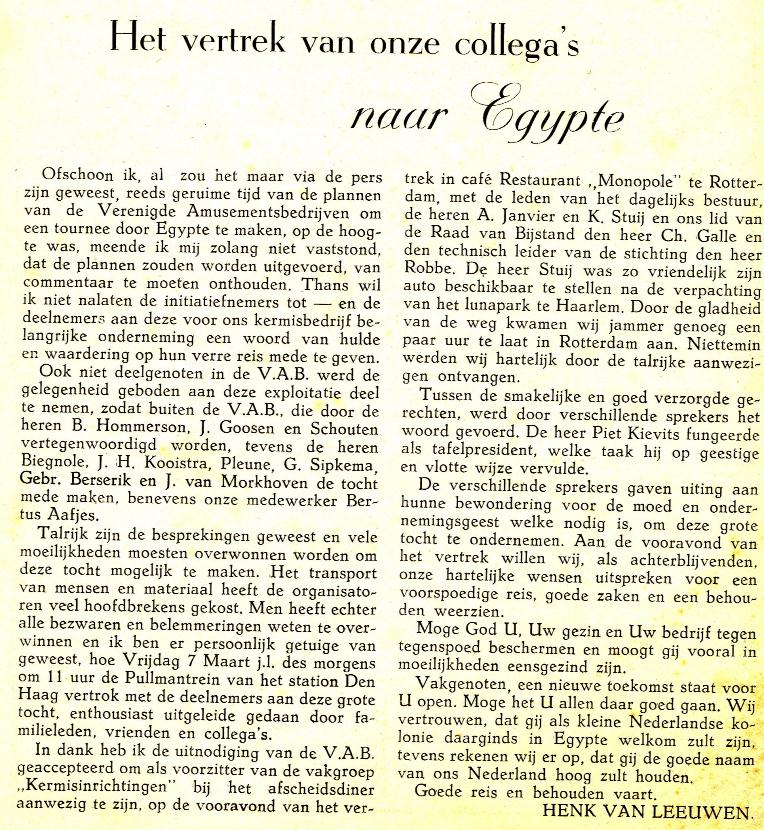 Het vertrek van onze collega's
naar Egypte
Ofschoon ik, al zou het maar via de pers
zijn geweest, reeds geruime tijd van de plannen
van de Verenigde Amusementsbedrijven om
een tournee door Egypte te maken, op de hoog-
te was, meende ik mij zolang niet vaststond,
dat de plannen zouden worden uitgevoerd, van
commentaar te moeten onthouden. Thans wil
ik niet nalaten de initiatiefnemers tot — en de
deelnemers aan deze voor ons kermisbedrijf be-
langrijke onderneming een woord van hulde
en waardering op hun verre reis mede te geven.
Ook niet deelgenoten in de V.A.B. werd de
gelegenheid geboden aan deze exploitatie deel
te nemen, zodat buiten de V.A.B., die door de
heren B. Hommerson, J. Goosen en Schouten
vertegenwoordigd worden, tevens de heren
Biegnole, J. H. Kooistra, Pleune, G. Sipkema,
Gebr. Berserik en J. van Morkhoven de tocht
mede maken, benevens onze medewerker Ber-
tus Aafjes.
Talrijk zijn de besprekingen geweest en vele
moeilijkheden moesten overwonnen worden om
deze tocht mogelijk te maken. Het transport
van mensen en materiaal heeft de organisato-
ren veel hoofdbrekens gekost. Men heeft echter
alle bezwaren en belemmeringen weten te over-
winnen en ik ben er persoonlijk getuige van
geweest, hoe Vrijdag 7 Maart j.l. des morgens
om 11 uur de Pullmantrein van het station Den
Haag vertrok met de deelnemers aan deze grote
tocht, enthousiast uitgeleide gedaan door fa-
milieleden, vrienden en collega's.
In dank heb ik de uitnodiging van de V.A.B.
geaccepteerd om als voorzitter van de vakgroep
„Kermisinrichtingen" bij het afscheidsdiner
aanwezig te zijn, op de vooravond van het ver-
trek in café Restaurant „Monopole" te Rotter-
dam, met de leden van het dagelijks bestuur,
de heren A. Janvier en K. Stuij en ons lid van
de Raad van Bijstand den heer Ch. Galle en
den technisch leider van de stichting den heer
Robbe. De heer Stuij was zo vriendelijk zijn
auto beschikbaar te stellen na de verpachting
van het lunapark te Haarlem. Door de gladheid
van de weg kwamen wij jammer genoeg een
paar uur te laat in Rotterdam aan. Niettemin
werden wij hartelijk door de talrijke aanwezi-
gen ontvangen.
Tussen de smakelijke en goed verzorgde ge-
rechten, werd door verschillende sprekers het
woord gevoerd. De heer Piet Kievits fungeerde
als tafelpresident, welke taak hij op geestige
en vlotte wijze vervulde.
De verschillende sprekers gaven uiting aan
hunne bewondering voor de moed en onder-
nemingsgeest welke nodig is, om deze grote
tocht te ondernemen. Aan de vooravond van
het vertrek willen wij, als achterblijvenden,
onze hartelijke wensen uitspreken voor een
voorspoedige reis, goede zaken en een behou-
den weerzien.
Moge God U, Uw gezin en Uw bedrijf tegen
tegenspoed beschermen en moogt gij vooral in
moeilijkheden eensgezind zijn.
Vakgenoten, een nieuwe toekomst staat voor
U open. Moge het U allen daar goed gaan. Wij
vertrouwen, dat gij als kleine Nederlandse ko-
lonie daarginds in Egypte welkom zult zijn,
tevens rekenen wij er op, dat gij de goede naam
van ons Nederland hoog zult houden.
Goede reis en behouden vaart.
HENK VAN LEEUWEN.